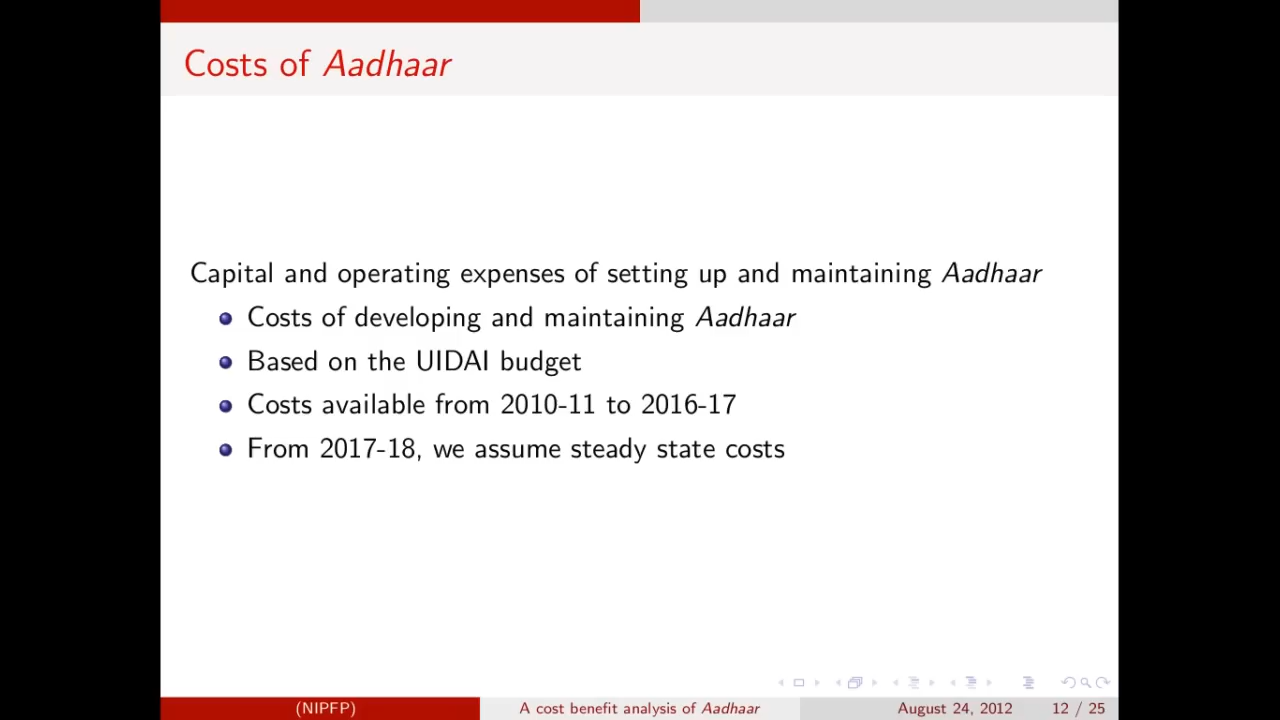 Costs of Aadhaar
Capital and operating expenses of setting up and maintaining Aadhaar
Costs of developing and maintaining Aadhaar
Based on the UIDAI budget
Costs available from 2010-11 to 2016-17
From 2017-18, we assume steady state costs
(NIPFP) A cost benefit analysis of Aadhaar August 24, 2012 12 / 25